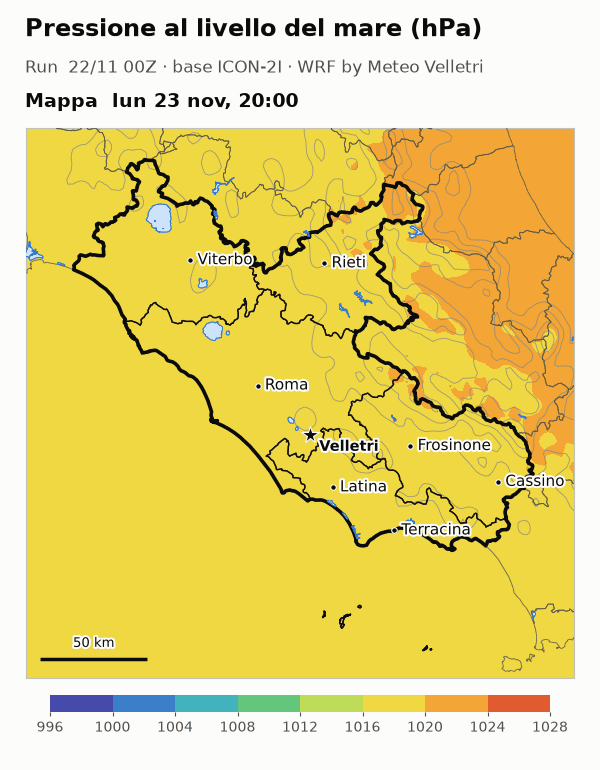 Pressione al livello del mare (hPa)
Run  22/11 00Z · base ICON-2I · WRF by Meteo Velletri
Mappa  lun 23 nov, 20:00
Viterbo
Rieti
Roma
Velletri
Frosinone
Latina
Cassino
Terracina
50 km
996 1000 1004 1008 1012 1016 1020 1024 1028